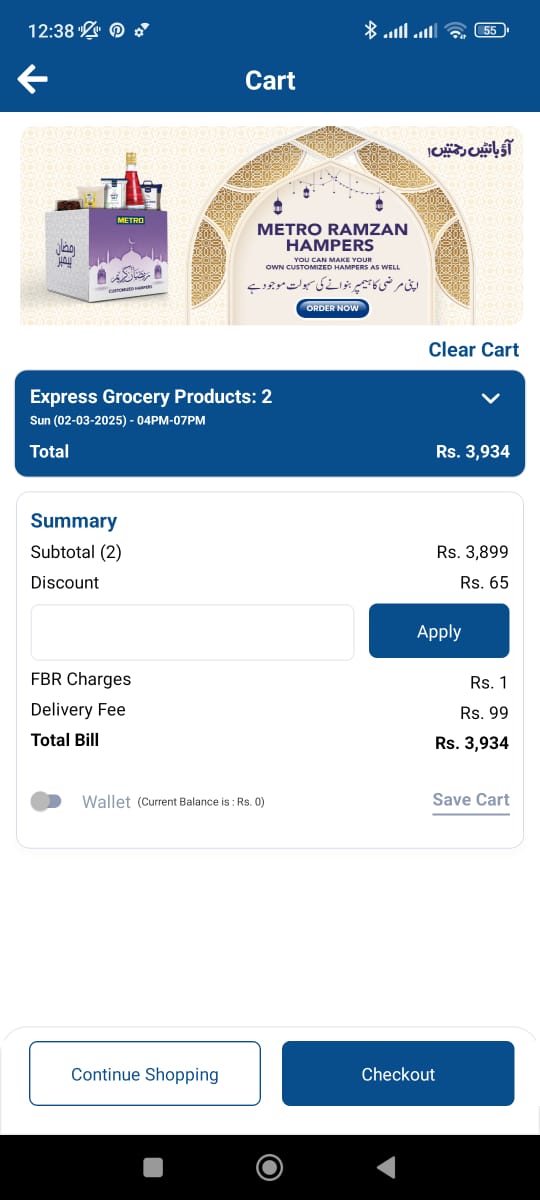 12:38
55
Cart
آؤ بانٹیں رحمتیں!
METRO
رمضان
ہیمپر
رمضان کریم
CUSTOMIZED HAMPERS
METRO RAMZAN
HAMPERS
YOU CAN MAKE YOUR
OWN CUSTOMIZED HAMPERS AS WELL
اپنی مرضی کا ہیمپر بنوانے کی سہولت موجود ہے
ORDER NOW
Clear Cart
Express Grocery Products: 2
Sun (02-03-2025) - 04PM-07PM
Total Rs. 3,934
Summary
Subtotal (2) Rs. 3,899
Discount Rs. 65
Apply
FBR Charges Rs. 1
Delivery Fee Rs. 99
Total Bill Rs. 3,934
Wallet (Current Balance is : Rs. 0) Save Cart
Continue Shopping Checkout